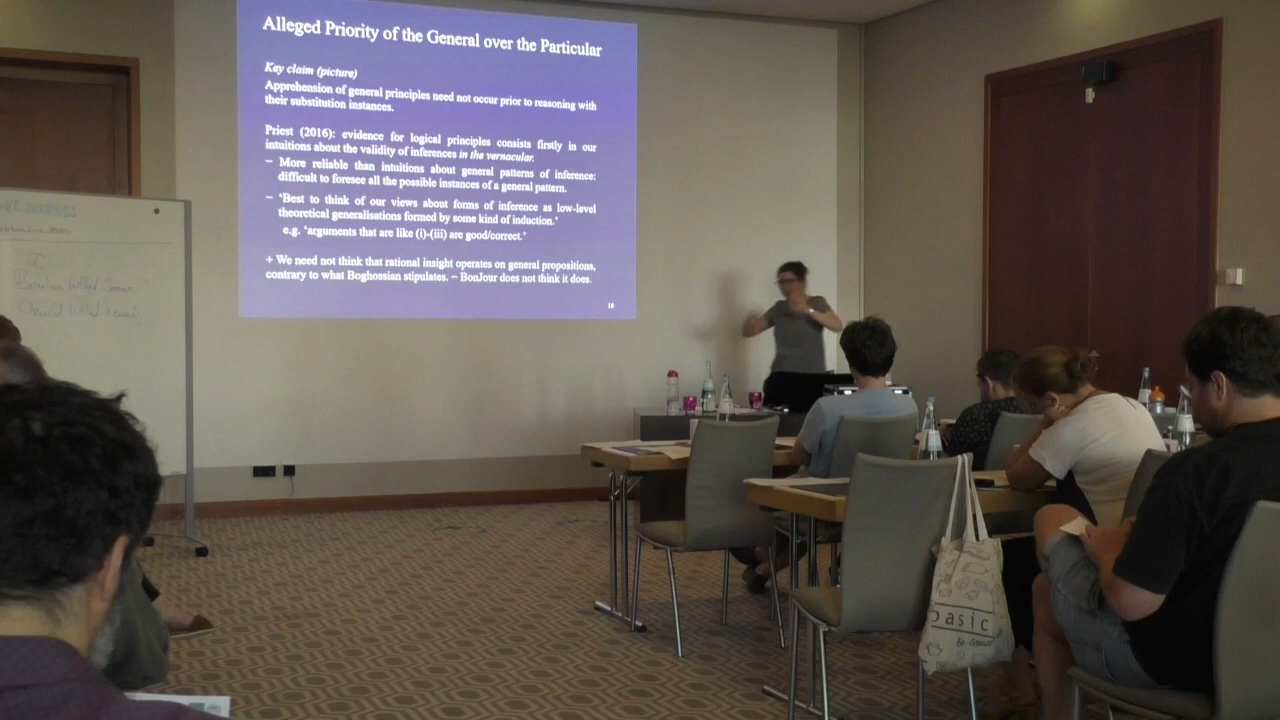 Alleged Priority of the General over the Particular
Key claim (picture)
Apprehension of general principles need not occur prior to reasoning with
their substitution instances.
Priest (2016): evidence for logical principles consists firstly in our
intuitions about the validity of inferences in the vernacular.
− More reliable than intuitions about general patterns of inference:
difficult to foresee all the possible instances of a general pattern.
− ‘Best to think of our views about forms of inference as low-level
theoretical generalisations formed by some kind of induction.’
e.g. ‘arguments that are like (i)-(iii) are good/correct.’
+ We need not think that rational insight operates on general propositions,
contrary to what Boghossian stipulates. − BonJour does not think it does.
18
basic